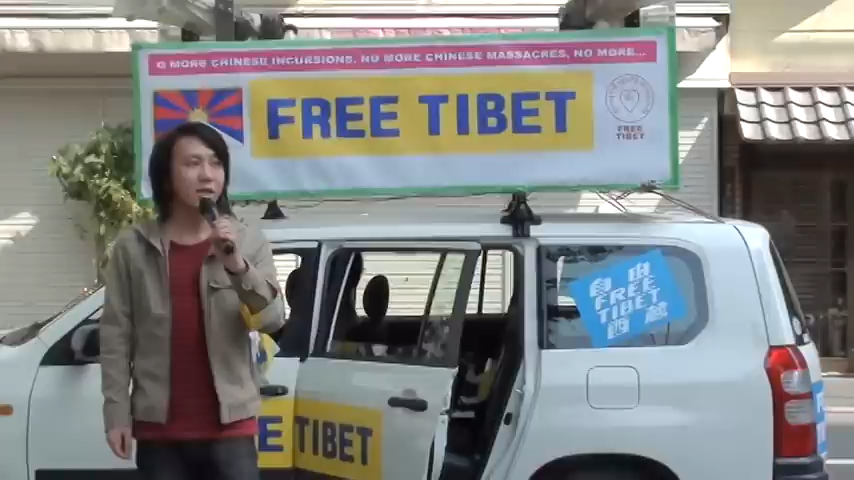 O MORE CHINESE INCURSIONS. NO MORE CHINESE MASSACRES, NO MORE...
FREE TIBET
FREE
TIBET
自由
FREE
TIBET
西藏
E TIBET